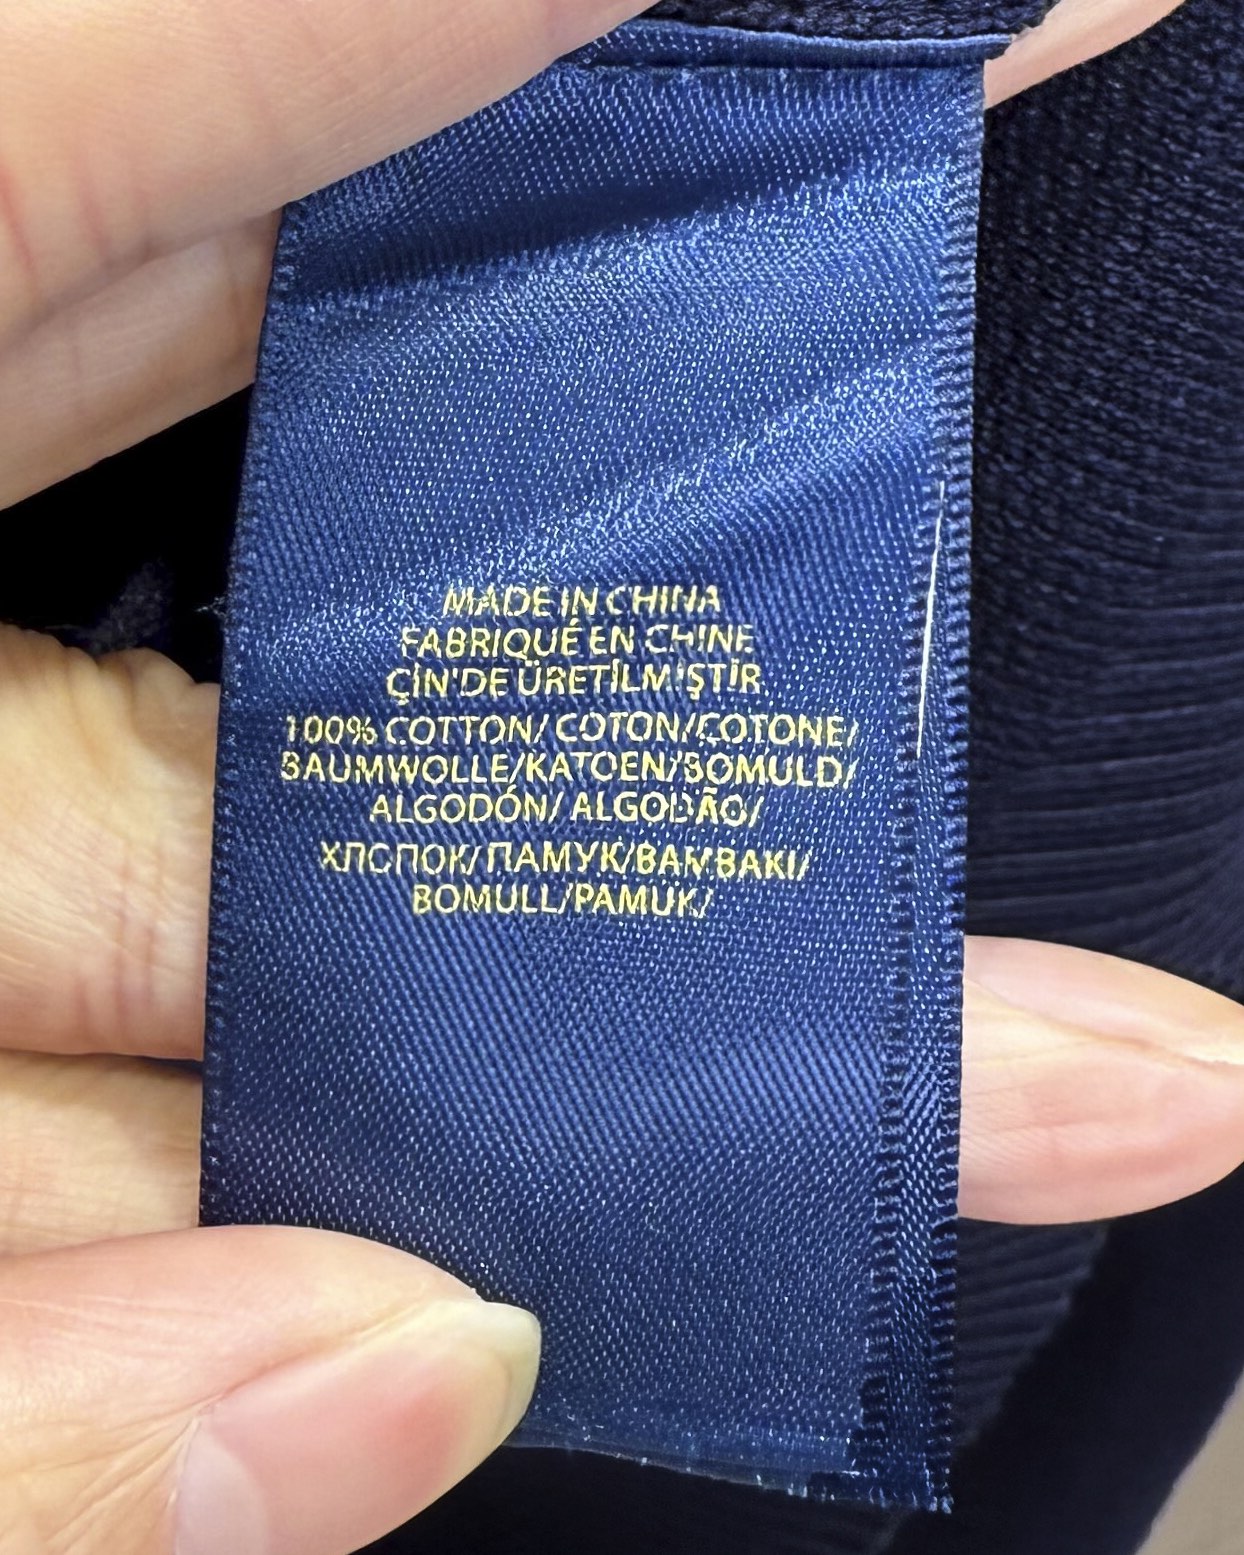 MADE IN CHINA
FABRIQUÉ EN CHINE
ÇİN'DE ÜRETİLMİŞTİR
100% COTTON/ COTON/COTONE/
BAUMWOLLE/KATOEN/BOMULD/
ALGODÓN/ ALGODÃO/
ХЛОПОК/ПАМУК/BAMBAKI/
BOMULL/PAMUK/